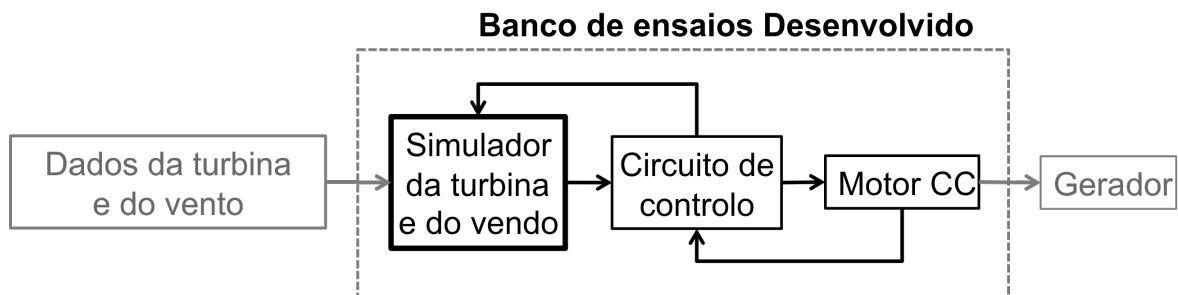 Banco de ensaios Desenvolvido
Dados da turbina
e do vento
Simulador
da turbina
e do vendo
Circuito de
controlo
Motor CC
Gerador